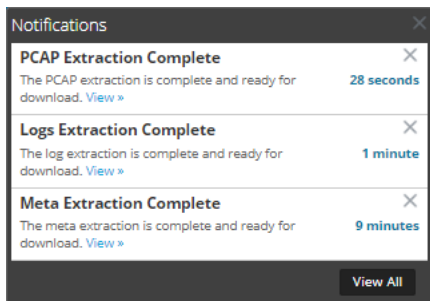 Notifications
PCAP Extraction Complete
The PCAP extraction is complete and ready for
download. View »
28 seconds
Logs Extraction Complete
The log extraction is complete and ready for
download. View »
1 minute
Meta Extraction Complete
The meta extraction is complete and ready for
download. View »
9 minutes
View All